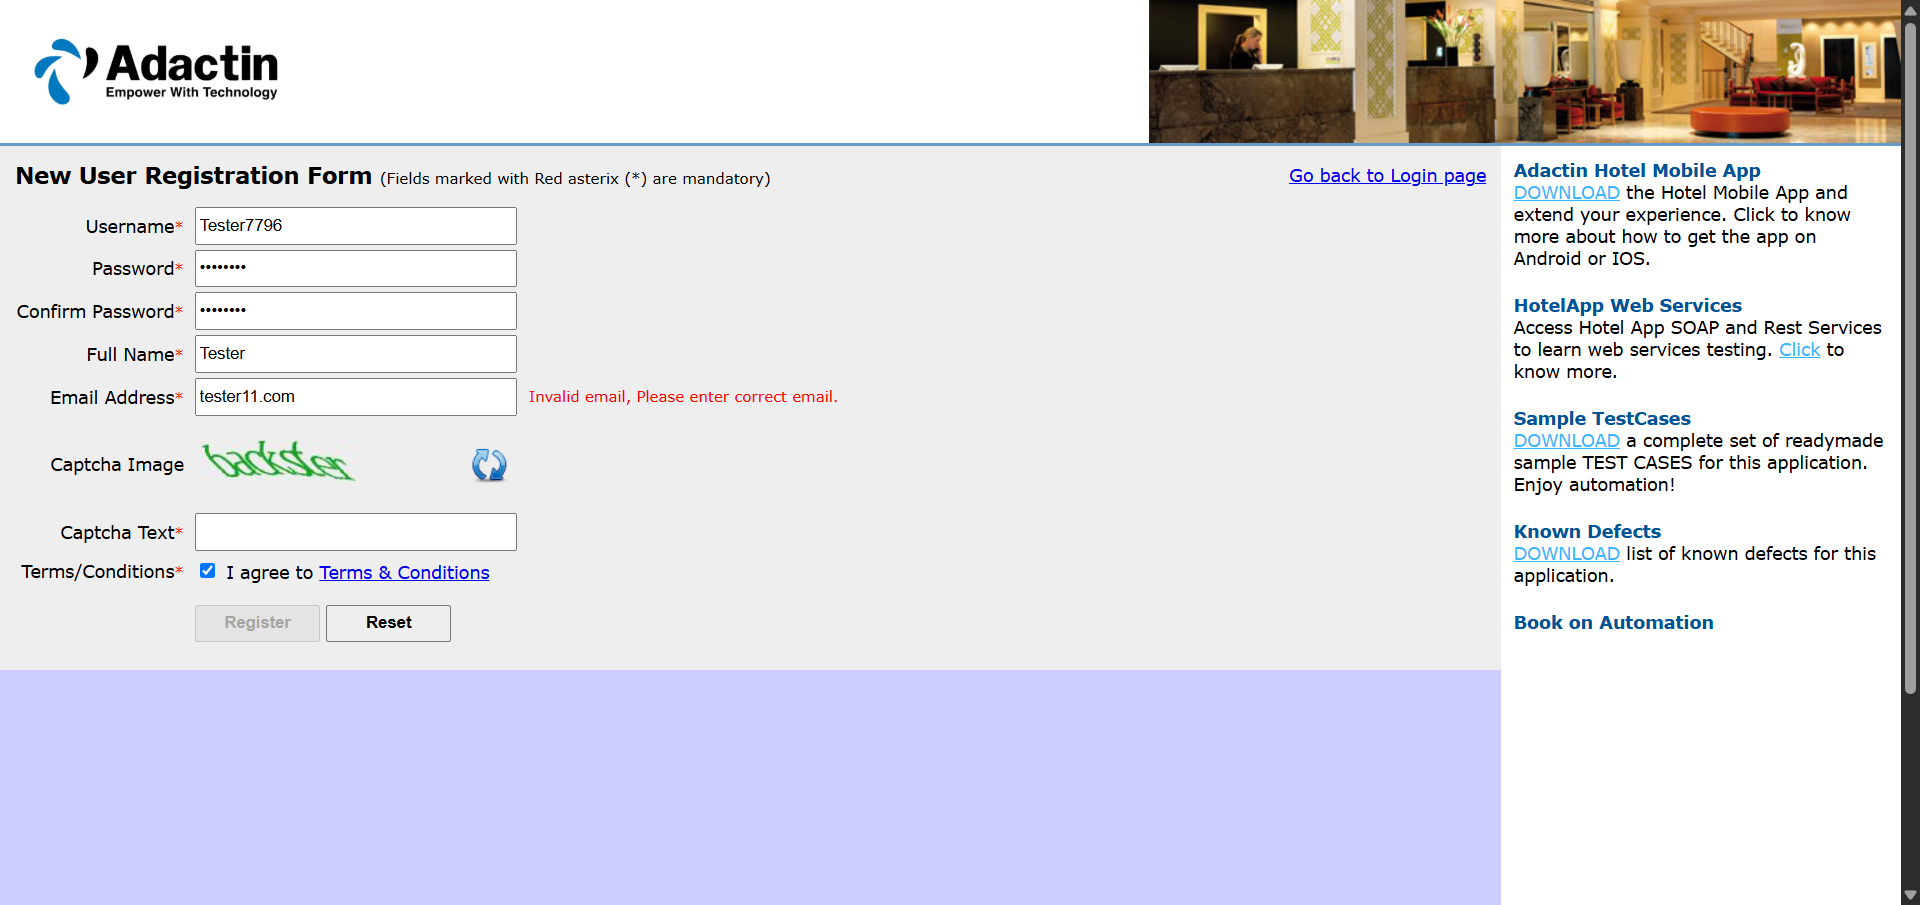 Adactin
Empower With Technology
New User Registration Form (Fields marked with Red asterix (*) are mandatory)
Go back to Login page
Username*
Tester7796
Password*
••••••••
Confirm Password*
••••••••
Full Name*
Tester
Email Address*
tester11.com
Invalid email, Please enter correct email.
Captcha Image
backster
Captcha Text*
Terms/Conditions*
I agree to Terms & Conditions
Register
Reset
Adactin Hotel Mobile App
DOWNLOAD the Hotel Mobile App and
extend your experience. Click to know
more about how to get the app on
Android or IOS.
HotelApp Web Services
Access Hotel App SOAP and Rest Services
to learn web services testing. Click to
know more.
Sample TestCases
DOWNLOAD a complete set of readymade
sample TEST CASES for this application.
Enjoy automation!
Known Defects
DOWNLOAD list of known defects for this
application.
Book on Automation